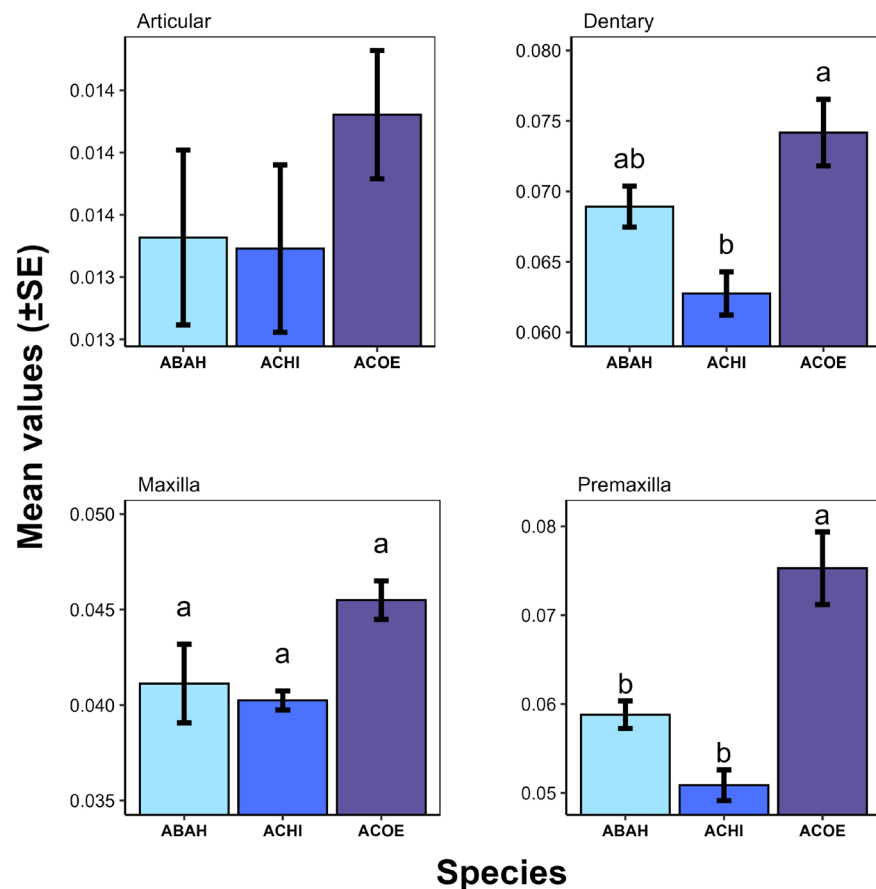 Mean values (±SE)
Articular
0.014
0.014
0.014
0.013
0.013
ABAH ACHI ACOE
Dentary
0.080
0.075
0.070
0.065
0.060
ab
b
a
ABAH ACHI ACOE
Maxilla
0.050
0.045
0.040
0.035
a
a
a
ABAH ACHI ACOE
Premaxilla
0.08
0.07
0.06
0.05
b
b
a
ABAH ACHI ACOE
Species